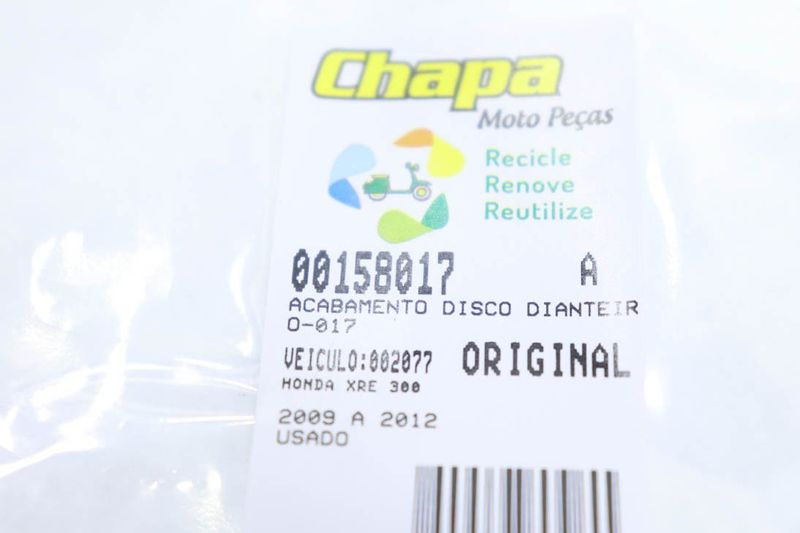 Chapa
Moto Peças
Recicle
Renove
Reutilize
00158017 A
ACABAMENTO DISCO DIANTEIR
O-017
VEICULO:002077 ORIGINAL
HONDA XRE 300
2009 A 2012
USADO